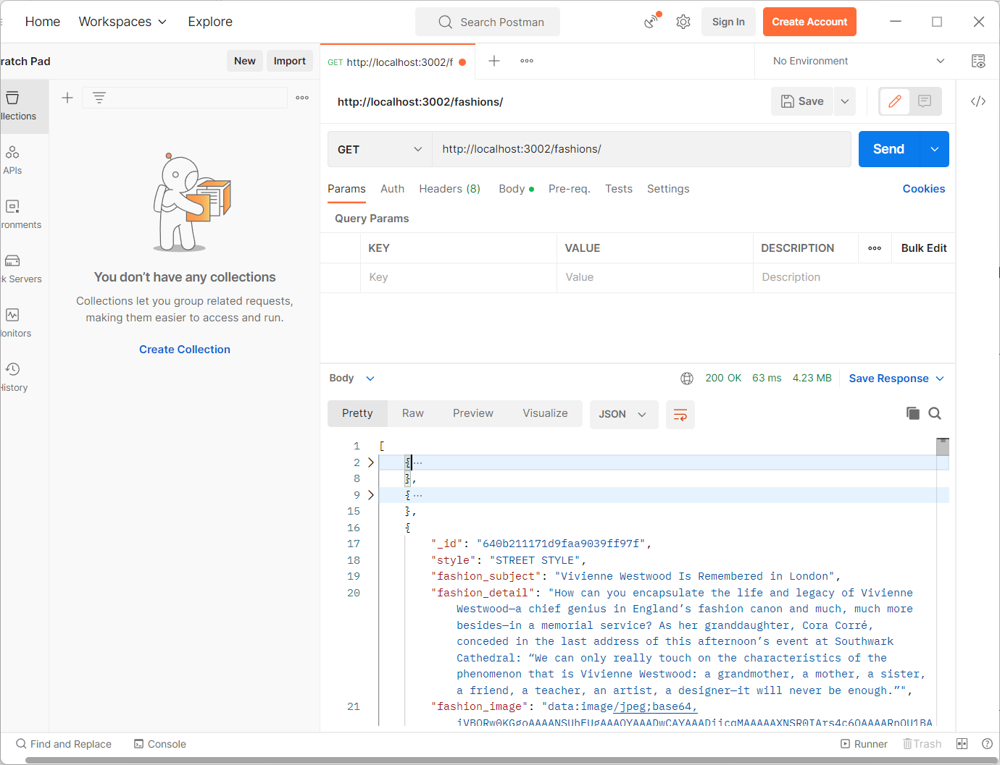 Home Workspaces Explore Search Postman Sign In Create Account
ratch Pad New Import GET http://localhost:3002/f No Environment
http://localhost:3002/fashions/ Save
llections
GET http://localhost:3002/fashions/ Send
APIs
Params Auth Headers (8) Body Pre-req. Tests Settings Cookies
ronments
Query Params
KEY VALUE DESCRIPTION Bulk Edit
Key Value Description
k Servers
onitors
History
You don’t have any collections
Collections let you group related requests,
making them easier to access and run.
Create Collection
Body 200 OK 63 ms 4.23 MB Save Response
Pretty Raw Preview Visualize JSON
1 [
2 { ...
8 },
9 { ...
15 },
16 {
17 "_id": "640b211171d9faa9039ff97f",
18 "style": "STREET STYLE",
19 "fashion_subject": "Vivienne Westwood Is Remembered in London",
20 "fashion_detail": "How can you encapsulate the life and legacy of Vivienne
Westwood—a chief genius in England’s fashion canon and much, much more
besides—in a memorial service? As her granddaughter, Cora Corré,
conceded in the last address of this afternoon’s event at Southwark
Cathedral: “We can only really touch on the characteristics of the
phenomenon that is Vivienne Westwood: a grandmother, a mother, a sister,
a friend, a teacher, an artist, a designer—it will never be enough.”",
21 "fashion_image": "data:image/jpeg;base64,
Find and Replace Console Runner Trash